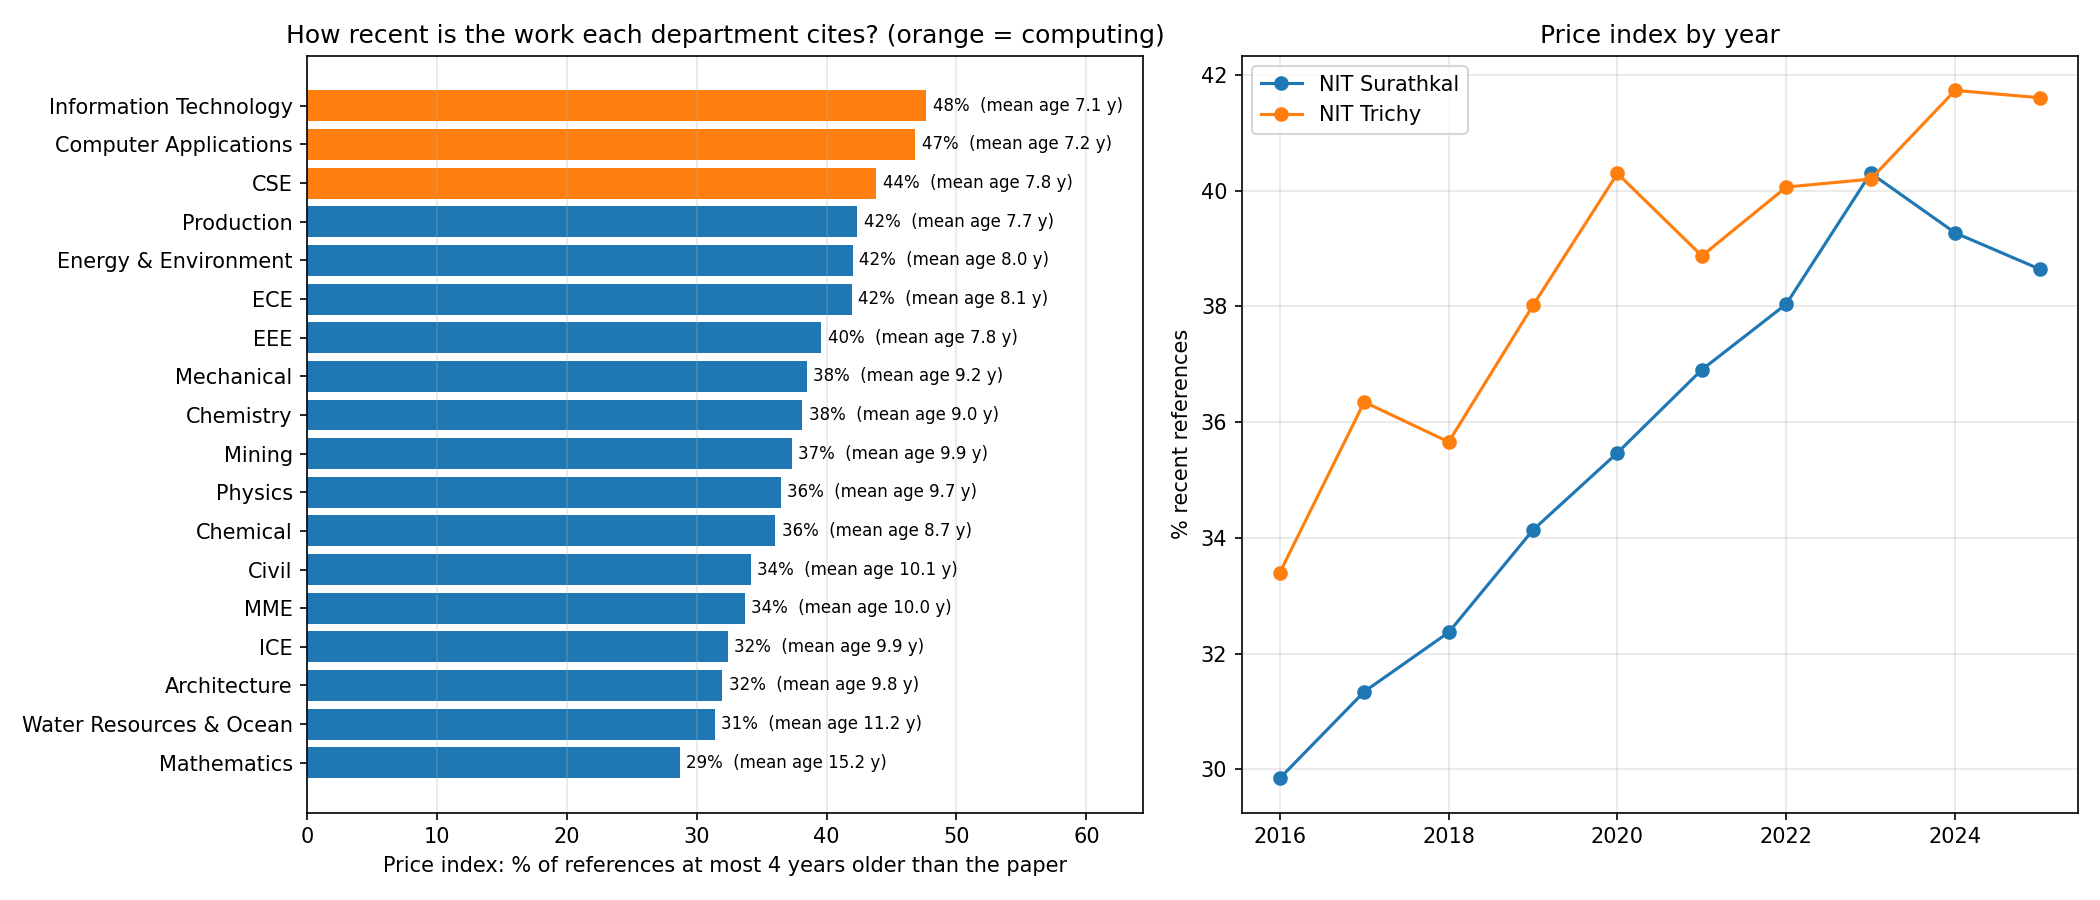 How recent is the work each department cites? (orange = computing)
Information Technology 48% (mean age 7.1 y)
Computer Applications 47% (mean age 7.2 y)
CSE 44% (mean age 7.8 y)
Production 42% (mean age 7.7 y)
Energy & Environment 42% (mean age 8.0 y)
ECE 42% (mean age 8.1 y)
EEE 40% (mean age 7.8 y)
Mechanical 38% (mean age 9.2 y)
Chemistry 38% (mean age 9.0 y)
Mining 37% (mean age 9.9 y)
Physics 36% (mean age 9.7 y)
Chemical 36% (mean age 8.7 y)
Civil 34% (mean age 10.1 y)
MME 34% (mean age 10.0 y)
ICE 32% (mean age 9.9 y)
Architecture 32% (mean age 9.8 y)
Water Resources & Ocean 31% (mean age 11.2 y)
Mathematics 29% (mean age 15.2 y)
0 10 20 30 40 50 60
Price index: % of references at most 4 years older than the paper
Price index by year
NIT Surathkal
NIT Trichy
% recent references
42
40
38
36
34
32
30
2016 2018 2020 2022 2024